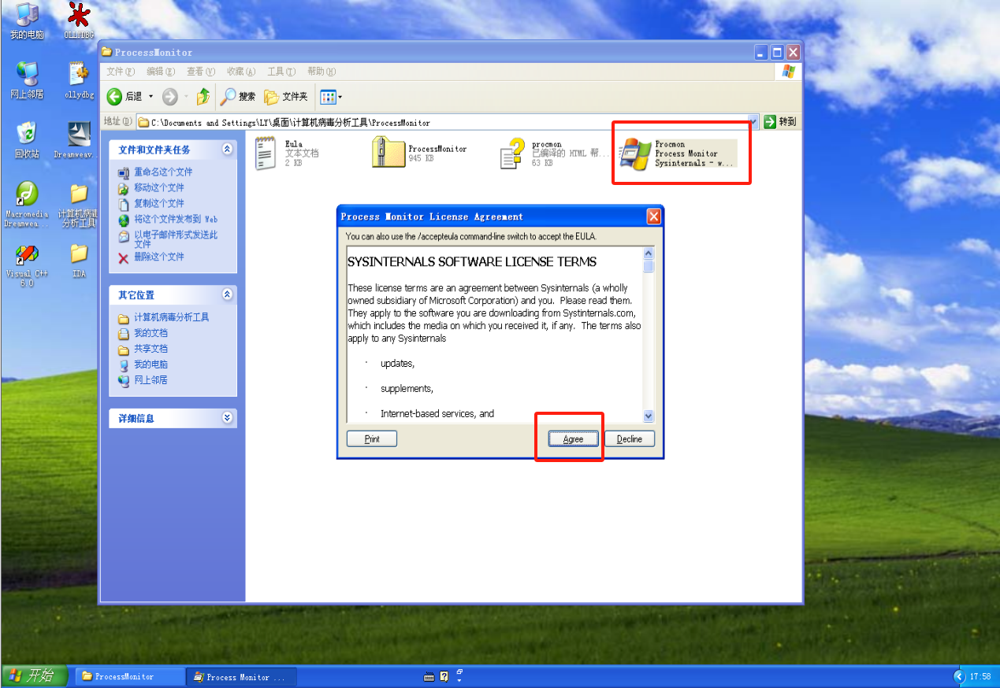 我的电脑
OLLYDBG
网上邻居
ollydbg
回收站
Dreamweav...
Macromedia
Dreamwea...
计算机病毒
分析工具
Visual C++
6.0
IDA
ProcessMonitor
文件(F) 编辑(E) 查看(V) 收藏(A) 工具(T) 帮助(H)
后退 搜索 文件夹
地址(D) C:\Documents and Settings\LY\桌面\计算机病毒分析工具\ProcessMonitor 转到
文件和文件夹任务
重命名这个文件
移动这个文件
复制这个文件
将这个文件发布到 Web
以电子邮件形式发送此
文件
删除这个文件
其它位置
计算机病毒分析工具
我的文档
共享文档
我的电脑
网上邻居
详细信息
Eula
文本文档
2 KB
ProcessMonitor
945 KB
procmon
已编译的 HTML 帮...
63 KB
Procmon
Process Monitor
Sysinternals - w...
Process Monitor License Agreement
You can also use the /accepteula command-line switch to accept the EULA.
SYSINTERNALS SOFTWARE LICENSE TERMS
These license terms are an agreement between Sysinternals (a wholly
owned subsidiary of Microsoft Corporation) and you. Please read them.
They apply to the software you are downloading from Systinternals.com,
which includes the media on which you received it, if any. The terms also
apply to any Sysinternals
· updates,
· supplements,
· Internet-based services, and
Print Agree Decline
开始 ProcessMonitor Process Monitor ... 17:58